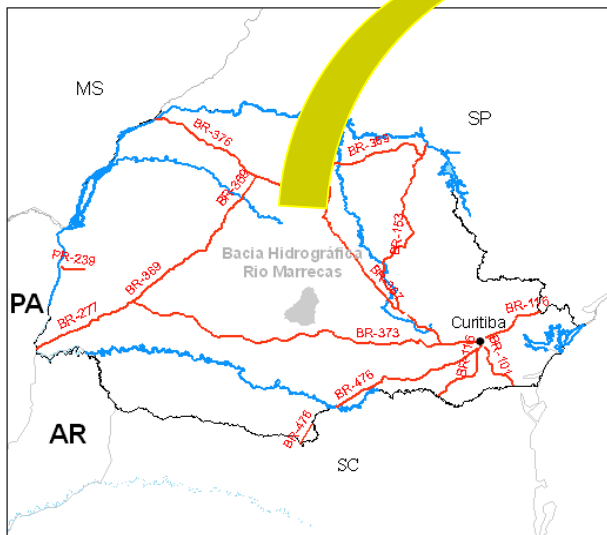 MS
SP
BR-376
BR-369
BR-369
BR-153
PR-239
Bacia Hidrográfica
Rio Marrecas
BR-369
PA
BR-277
BR-116
Curitiba
BR-373
BR-116
BR-101
BR-476
BR-476
AR
SC